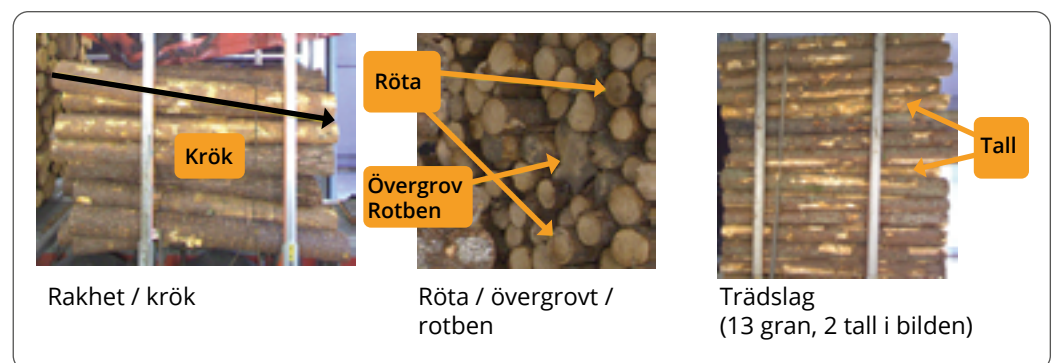 Krök
Rakhet / krök
Röta
Övergrov
Rotben
Röta / övergrovt /
rotben
Tall
Trädslag
(13 gran, 2 tall i bilden)